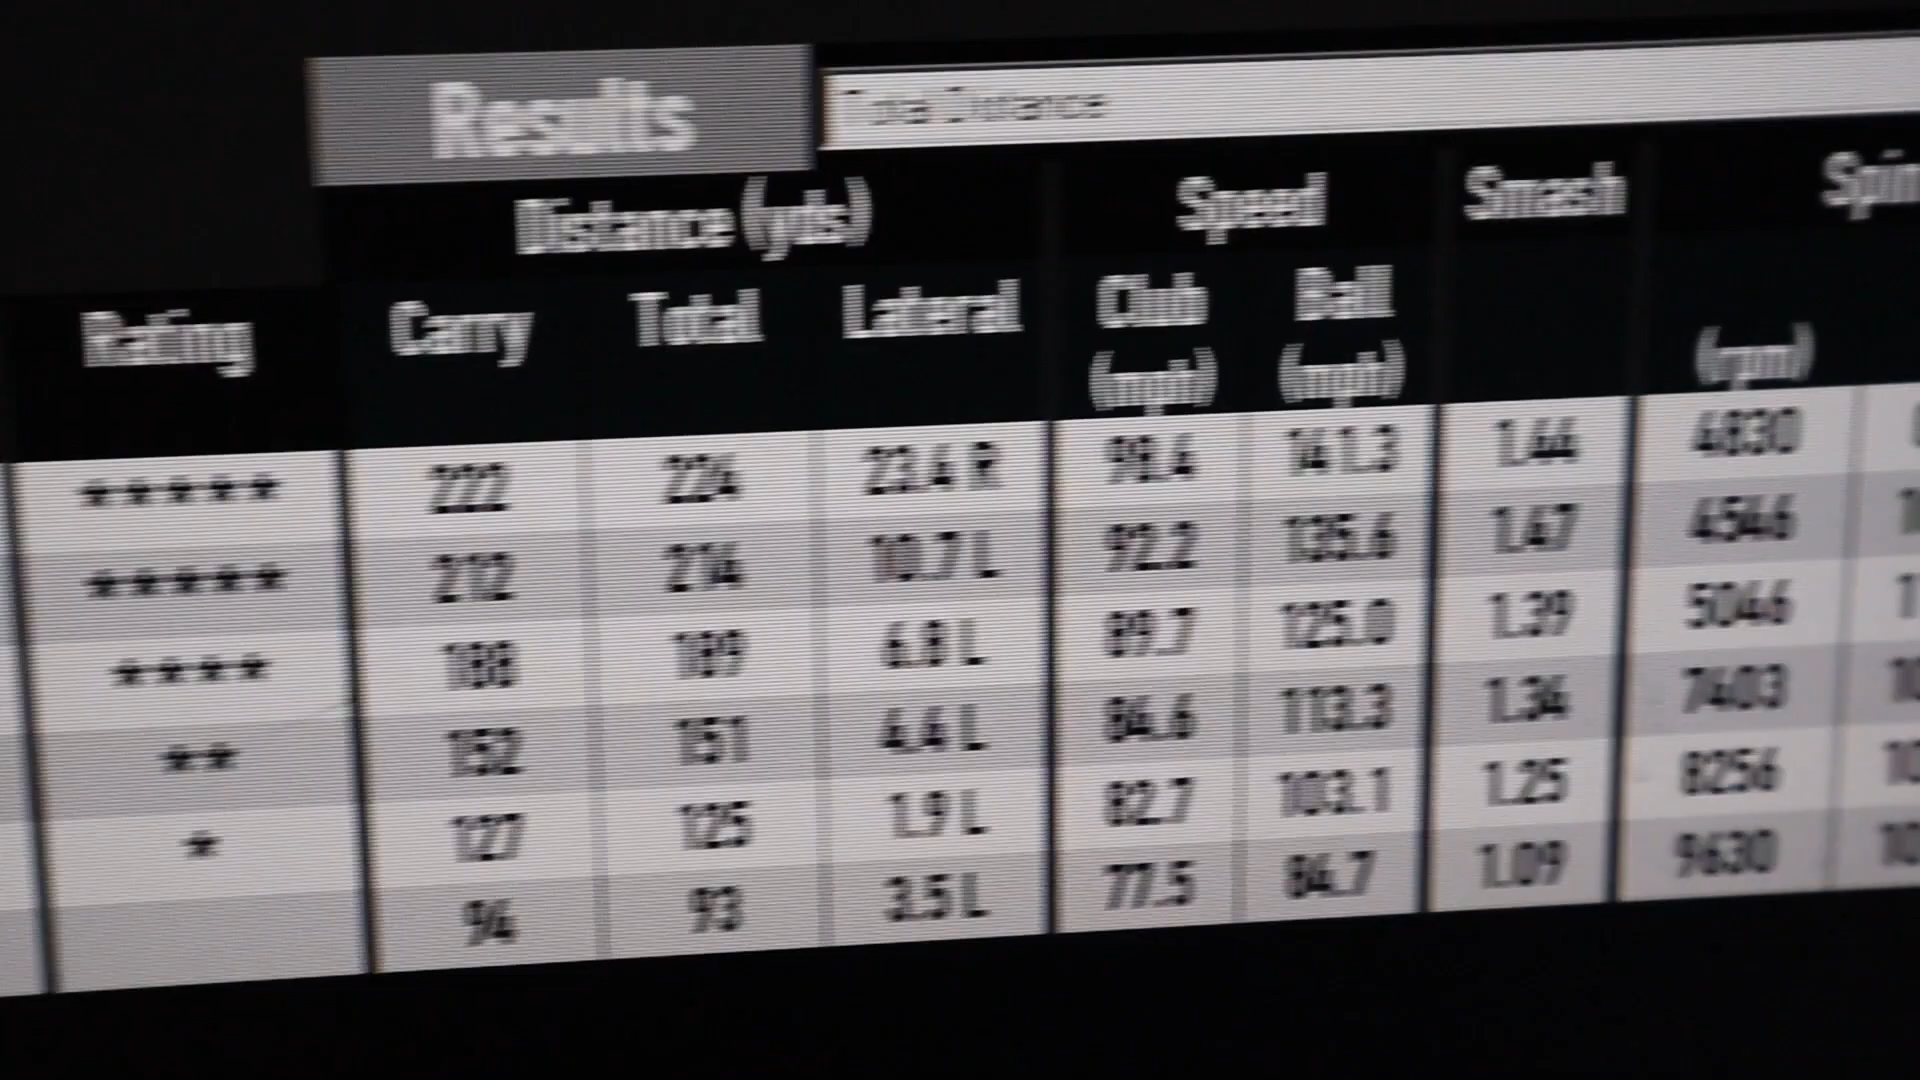 Results Total Distance
Distance (yds) Speed Smash Spin
Rating Carry Total Lateral Club Ball
(mph) (mph) (rpm)
***** 222 224 23.4 R 98.4 141.3 1.44 4830
***** 212 214 10.7 L 92.2 135.6 1.47 4546
**** 188 189 6.8 L 89.7 125.0 1.39 5046
** 152 151 4.4 L 84.6 113.3 1.34 7403
* 127 125 1.9 L 82.7 103.1 1.25 8256
94 93 3.5 L 77.5 84.7 1.09 9630